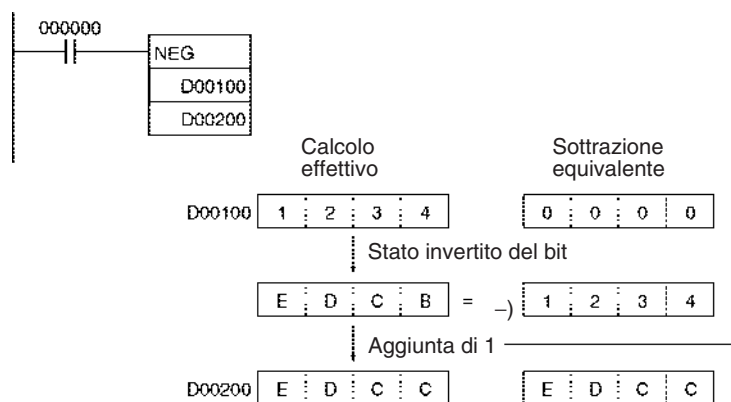 000000
NEG
D00100
D00200
Calcolo effettivo
Sottrazione equivalente
D00100 1 2 3 4 0 0 0 0
Stato invertito del bit
E D C B = –) 1 2 3 4
Aggiunta di 1
D00200 E D C C E D C C